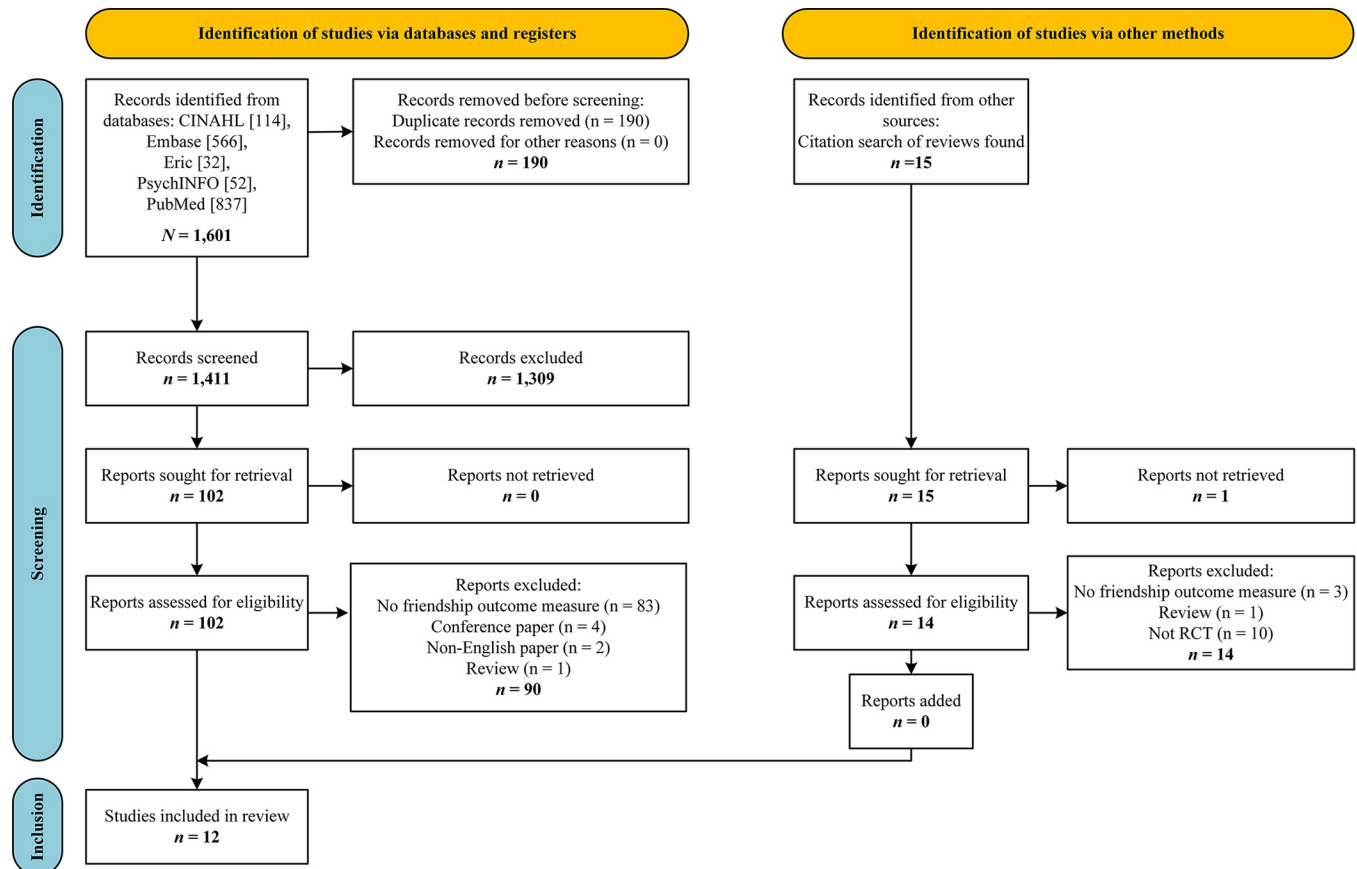 Identification of studies via databases and registers
Identification of studies via other methods
Identification
Records identified from
databases: CINAHL [114],
Embase [566],
Eric [32],
PsychINFO [52],
PubMed [837]
N = 1,601
Records removed before screening:
Duplicate records removed (n = 190)
Records removed for other reasons (n = 0)
n = 190
Records identified from other
sources:
Citation search of reviews found
n =15
Screening
Records screened
n = 1,411
Records excluded
n = 1,309
Reports sought for retrieval
n = 102
Reports not retrieved
n = 0
Reports sought for retrieval
n = 15
Reports not retrieved
n = 1
Reports assessed for eligibility
n = 102
Reports excluded:
No friendship outcome measure (n = 83)
Conference paper (n = 4)
Non-English paper (n = 2)
Review (n = 1)
n = 90
Reports assessed for eligibility
n = 14
Reports excluded:
No friendship outcome measure (n = 3)
Review (n = 1)
Not RCT (n = 10)
n = 14
Reports added
n = 0
Inclusion
Studies included in review
n = 12